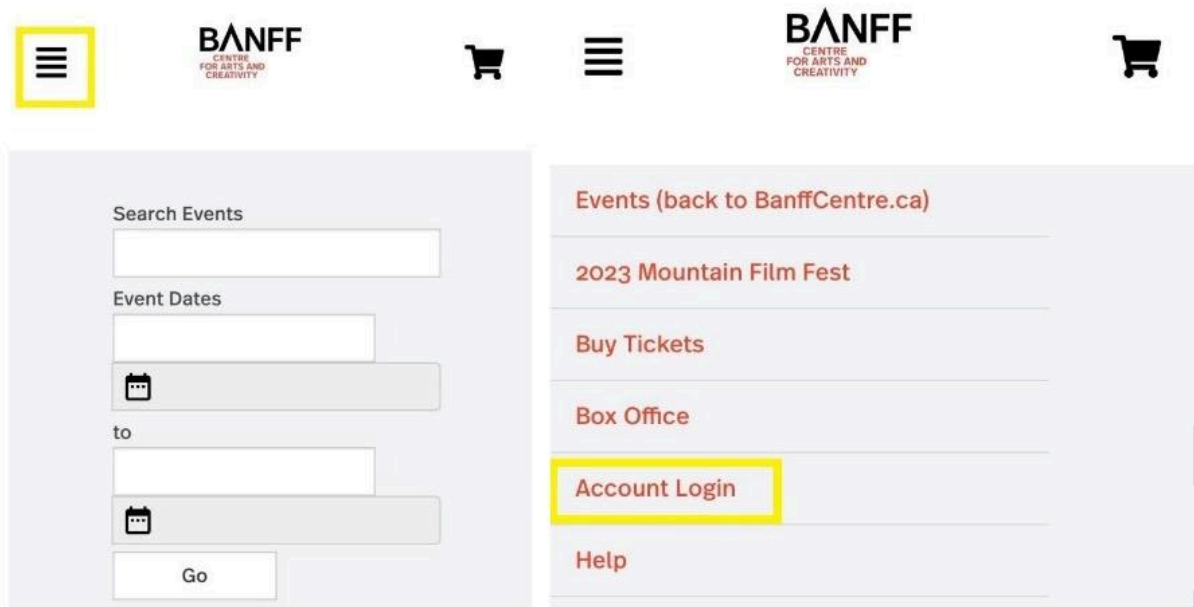 BANFF
CENTRE
FOR ARTS AND
CREATIVITY
Search Events
Event Dates
to
Go
BANFF
CENTRE
FOR ARTS AND
CREATIVITY
Events (back to BanffCentre.ca)
2023 Mountain Film Fest
Buy Tickets
Box Office
Account Login
Help